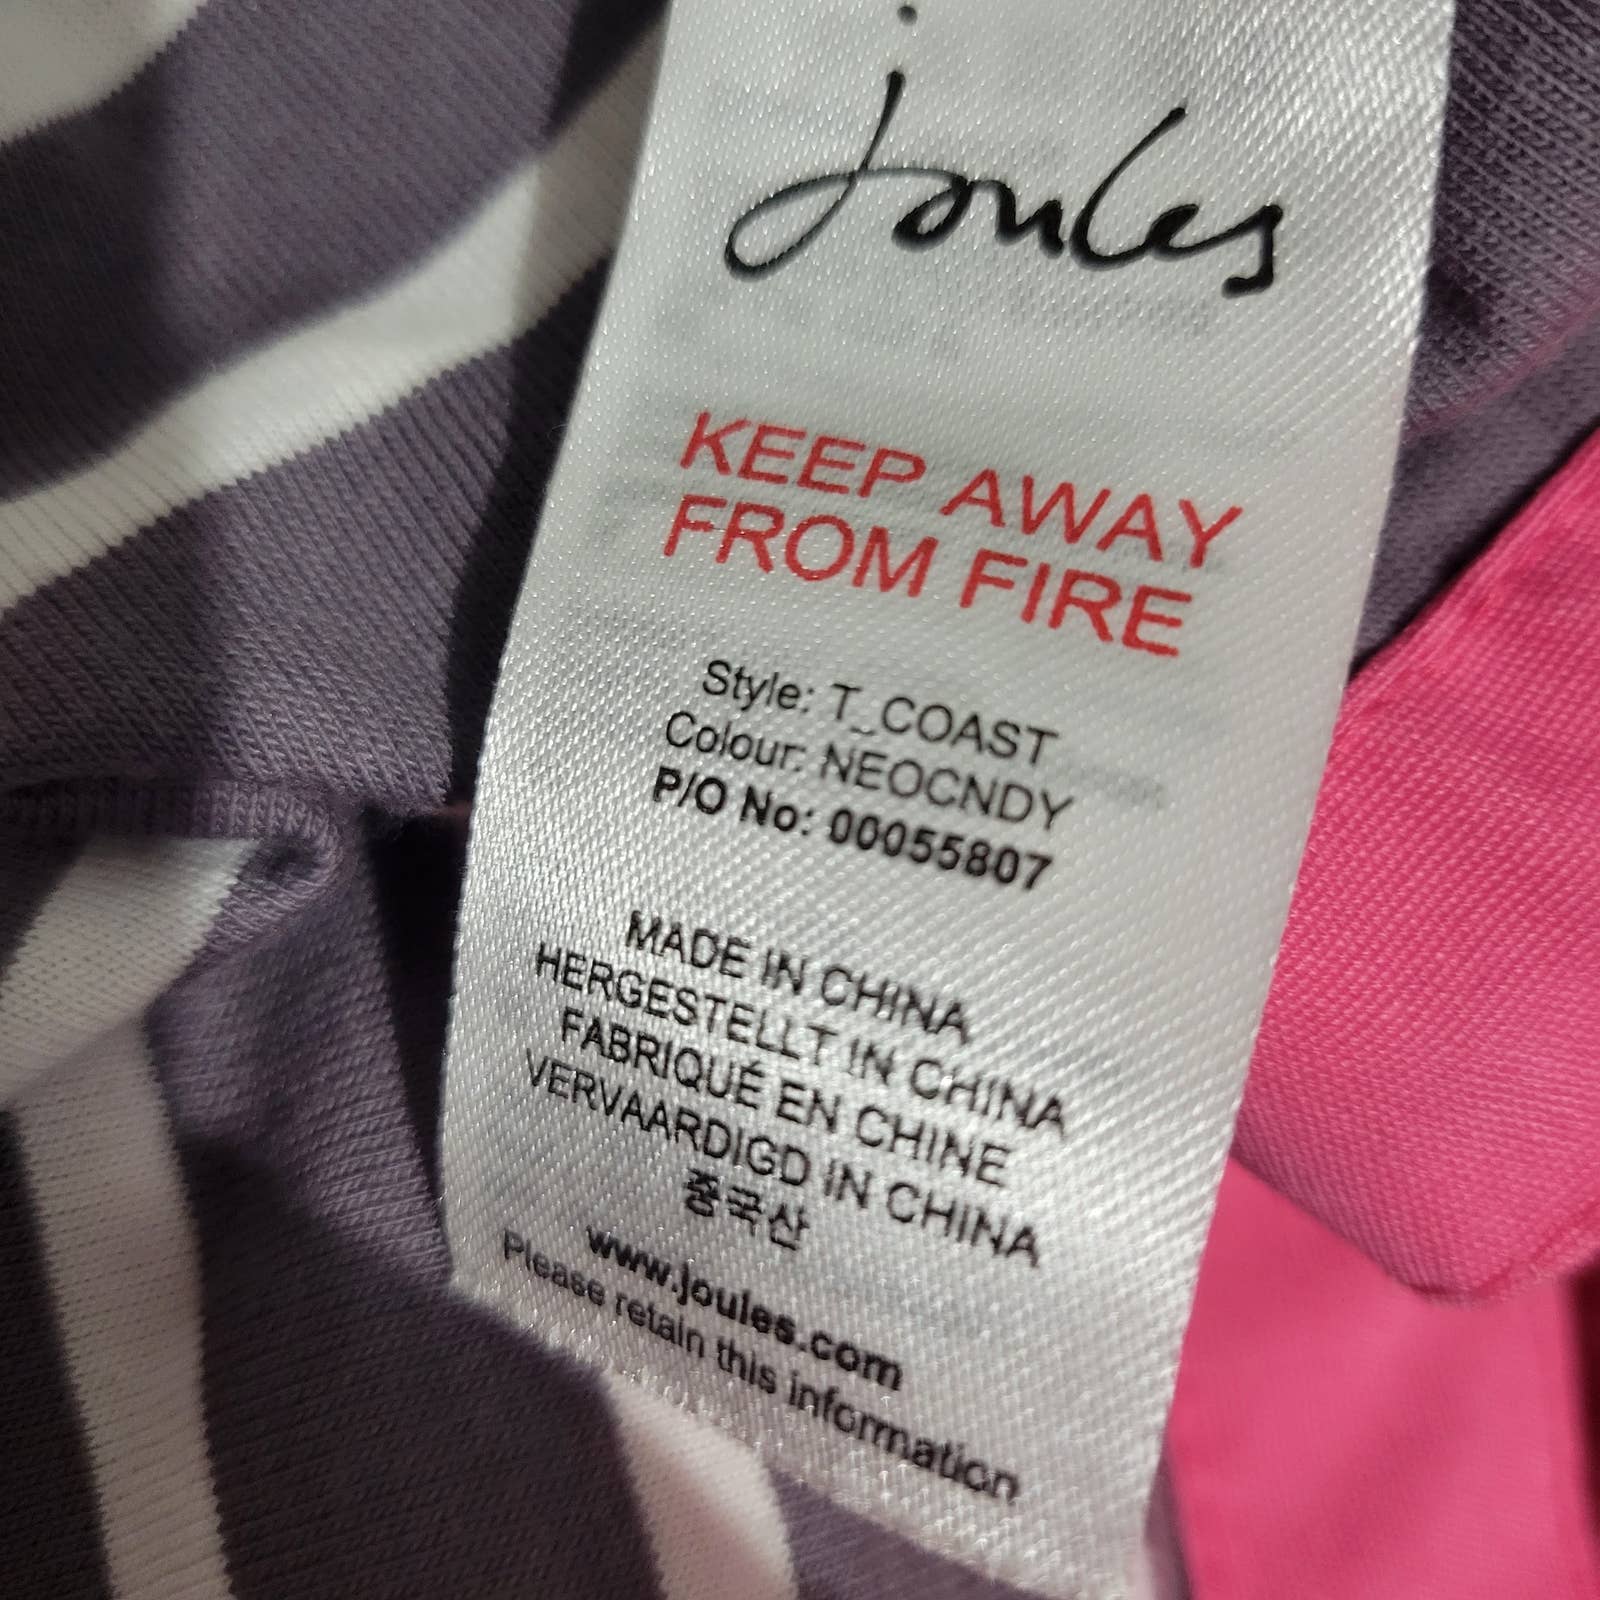 joules
KEEP AWAY
FROM FIRE
Style: T_COAST
Colour: NEOCNDY
P/O No: 00055807
MADE IN CHINA
HERGESTELLT IN CHINA
FABRIQUÉ EN CHINE
VERVAARDIGD IN CHINA
중국산
www.joules.com
Please retain this information